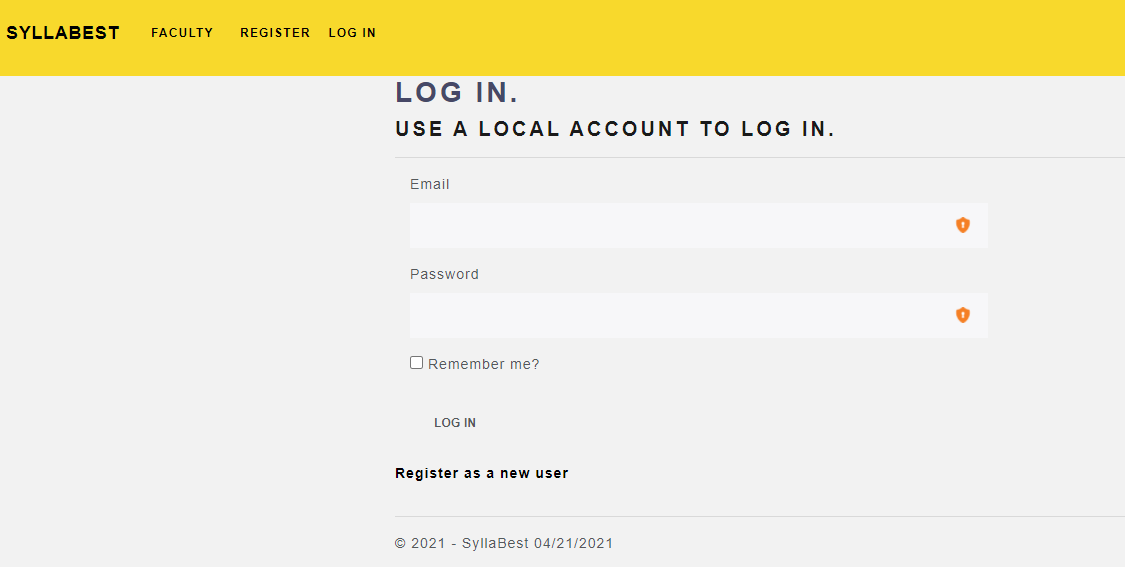 SYLLABEST FACULTY REGISTER LOG IN
LOG IN.
USE A LOCAL ACCOUNT TO LOG IN.
Email
Password
Remember me?
LOG IN
Register as a new user
© 2021 - SyllaBest 04/21/2021